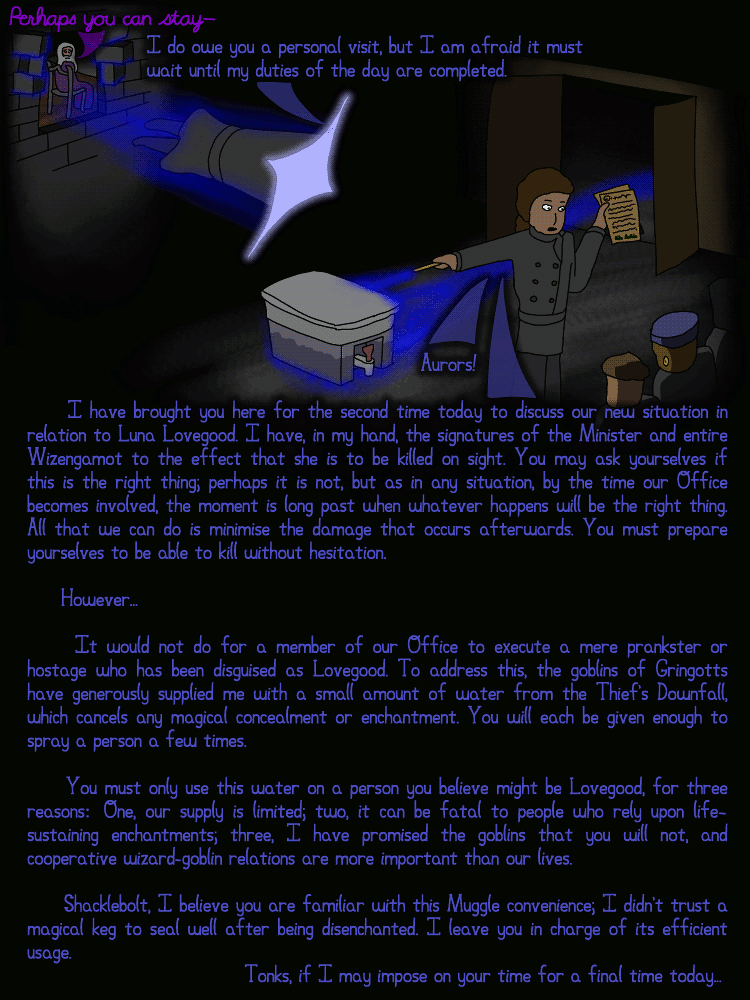 Perhaps you can stay—
I do owe you a personal visit, but I am afraid it must
wait until my duties of the day are completed.
Aurors!
I have brought you here for the second time today to discuss our new situation in
relation to Luna Lovegood. I have, in my hand, the signatures of the Minister and entire
Wizengamot to the effect that she is to be killed on sight. You may ask yourselves if
this is the right thing; perhaps it is not, but as in any situation, by the time our Office
becomes involved, the moment is long past when whatever happens will be the right thing.
All that we can do is minimise the damage that occurs afterwards. You must prepare
yourselves to be able to kill without hesitation.
However...
It would not do for a member of our Office to execute a mere prankster or
hostage who has been disguised as Lovegood. To address this, the goblins of Gringotts
have generously supplied me with a small amount of water from the Thief's Downfall,
which cancels any magical concealment or enchantment. You will each be given enough to
spray a person a few times.
You must only use this water on a person you believe might be Lovegood, for three
reasons: One, our supply is limited; two, it can be fatal to people who rely upon life-
sustaining enchantments; three, I have promised the goblins that you will not, and
cooperative wizard-goblin relations are more important than our lives.
Shacklebolt, I believe you are familiar with this Muggle convenience; I didn't trust a
magical keg to seal well after being disenchanted. I leave you in charge of its efficient
usage.
Tonks, if I may impose on your time for a final time today...